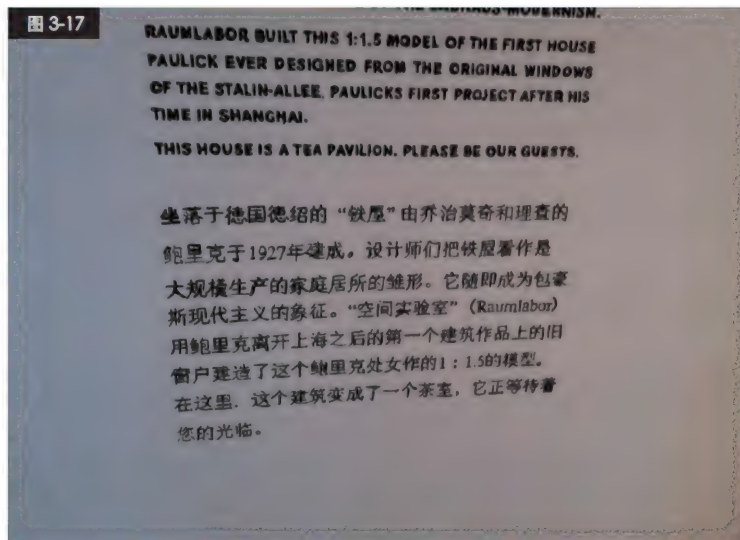 图 3-17
BAUHAUS-MODERNISM.
RAUMLABOR BUILT THIS 1:1.5 MODEL OF THE FIRST HOUSE
PAULICK EVER DESIGNED FROM THE ORIGINAL WINDOWS
OF THE STALIN-ALLEE, PAULICKS FIRST PROJECT AFTER HIS
TIME IN SHANGHAI.
THIS HOUSE IS A TEA PAVILION. PLEASE BE OUR GUESTS.
坐落于德国德绍的“铁屋”由乔治莫奇和理查的
鲍里克于1927年建成。设计师们把铁屋看作是
大规模生产的家庭居所的雏形。它随即成为包豪
斯现代主义的象征。“空间实验室”(Raumlabor)
用鲍里克离开上海之后的第一个建筑作品上的旧
窗户建造了这个鲍里克处女作的1：1.5的模型。
在这里．这个建筑变成了一个茶室，它正等待着
您的光临。